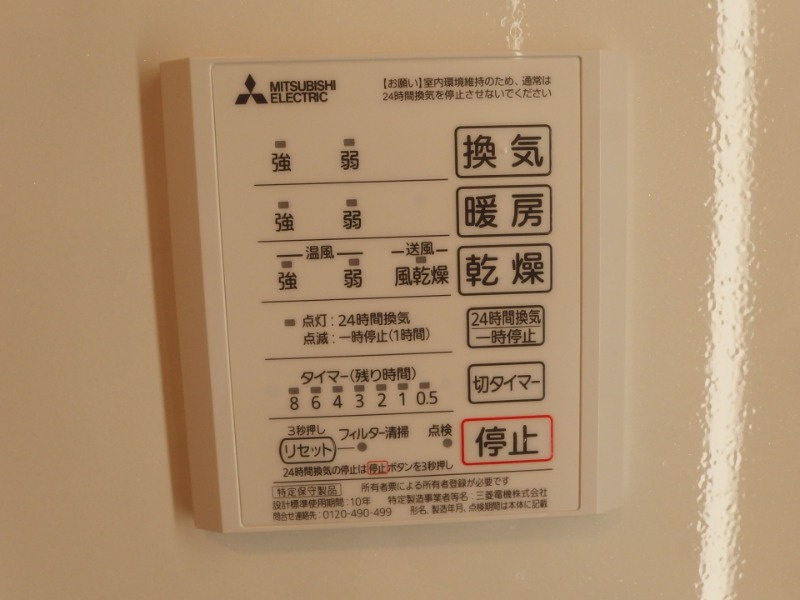 MITSUBISHI
ELECTRIC
【お願い】室内環境維持のため、通常は
24時間換気を停止させないでください
強 弱 換気
強 弱 暖房
温風 送風
強 弱 風乾燥 乾燥
点灯:24時間換気
点滅:一時停止(1時間)
24時間換気
一時停止
タイマー(残り時間)
8 6 4 3 2 1 0.5
切タイマー
3秒押し
リセット フィルター清掃 点検
停止
24時間換気の停止は停止ボタンを3秒押し
特定保守製品 所有者票による所有者登録が必要です
設計標準使用期間:10年 特定製造事業者等名:三菱電機株式会社
問合せ連絡先:0120-490-499 形名、製造年月、点検期間は本体に記載